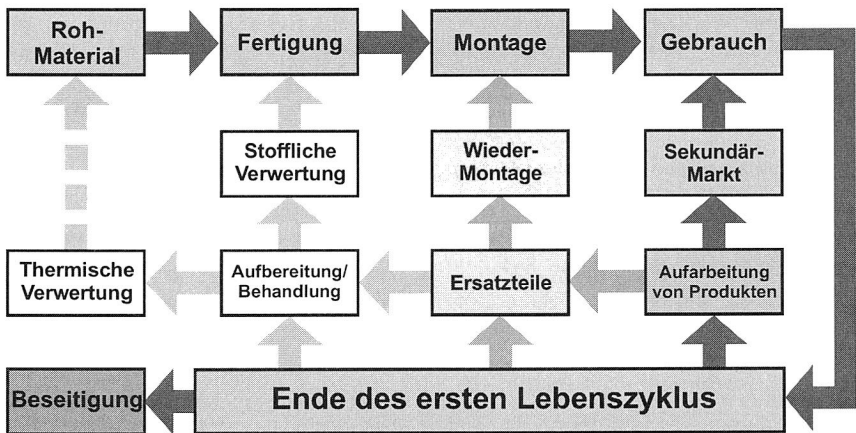 Roh-
Material
Fertigung
Montage
Gebrauch
Stoffliche
Verwertung
Wieder-
Montage
Sekundär-
Markt
Thermische
Verwertung
Aufbereitung/
Behandlung
Ersatzteile
Aufarbeitung
von Produkten
Beseitigung
Ende des ersten Lebenszyklus